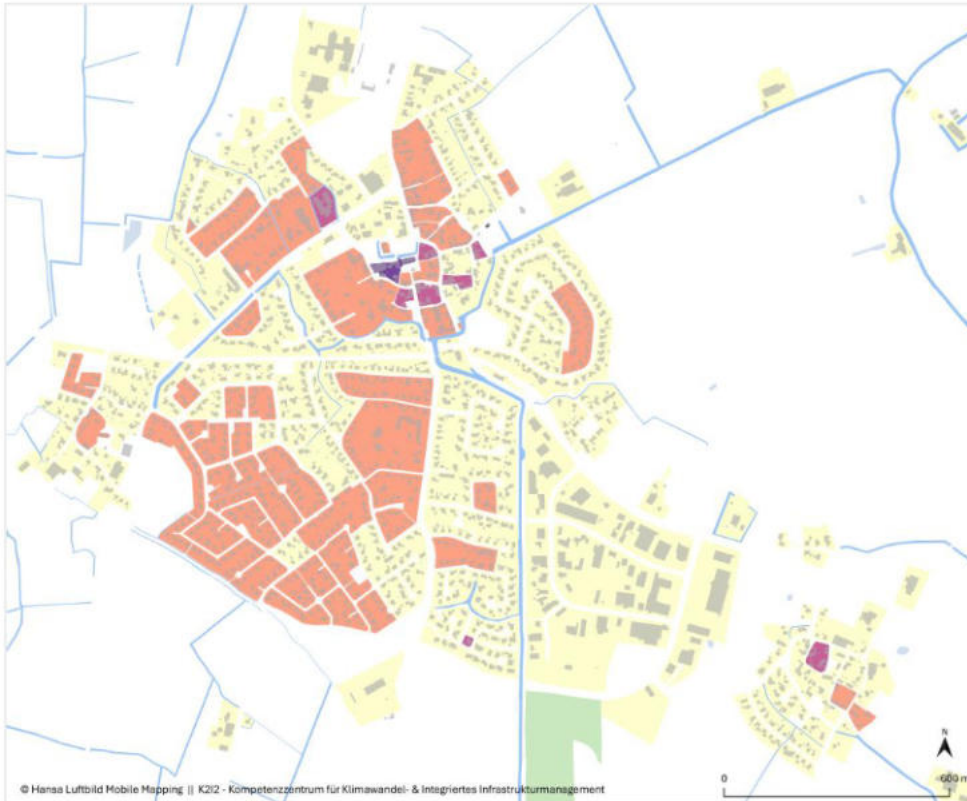 N
© Hansa Luftbild Mobile Mapping || K2I2 - Kompetenzzentrum für Klimawandel- & Integriertes Infrastrukturmanagement
0 600 m